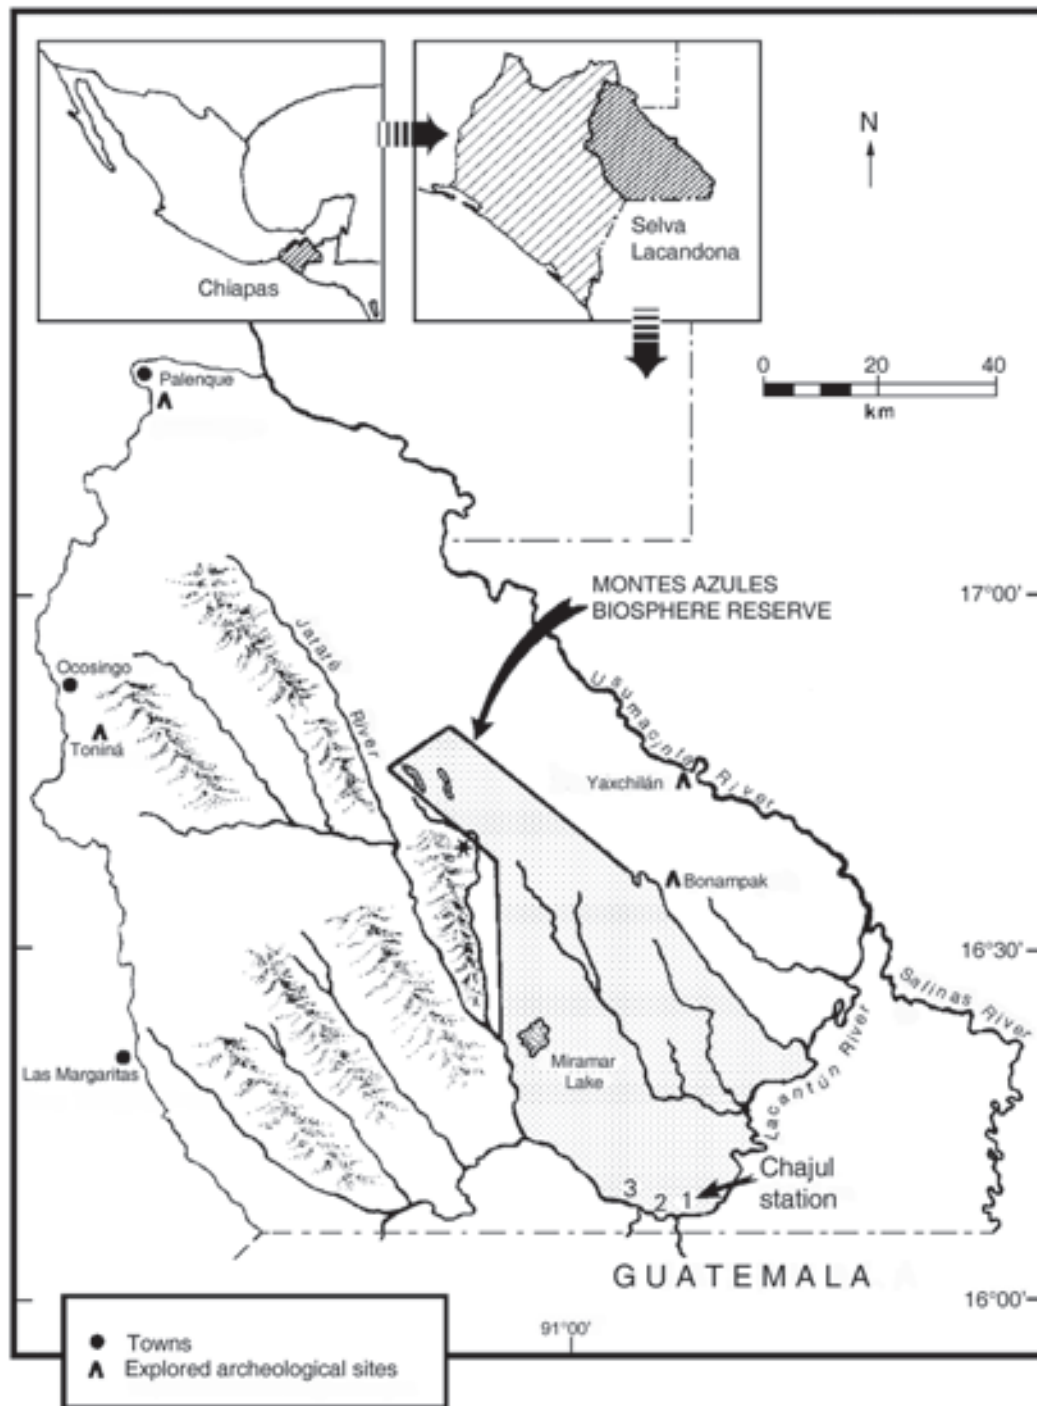 Chiapas
Selva
Lacandona
N
0 20 40
km
Palenque
MONTES AZULES
BIOSPHERE RESERVE
17°00'
Jataté
River
Ocosingo
Usumacinta River
Toniná
Yaxchilán
Bonampak
16°30'
Salinas River
Las Margaritas
Miramar
Lake
Lacantún River
Chajul
station
3 2 1
GUATEMALA
16°00'
91°00'
Towns
Explored archeological sites